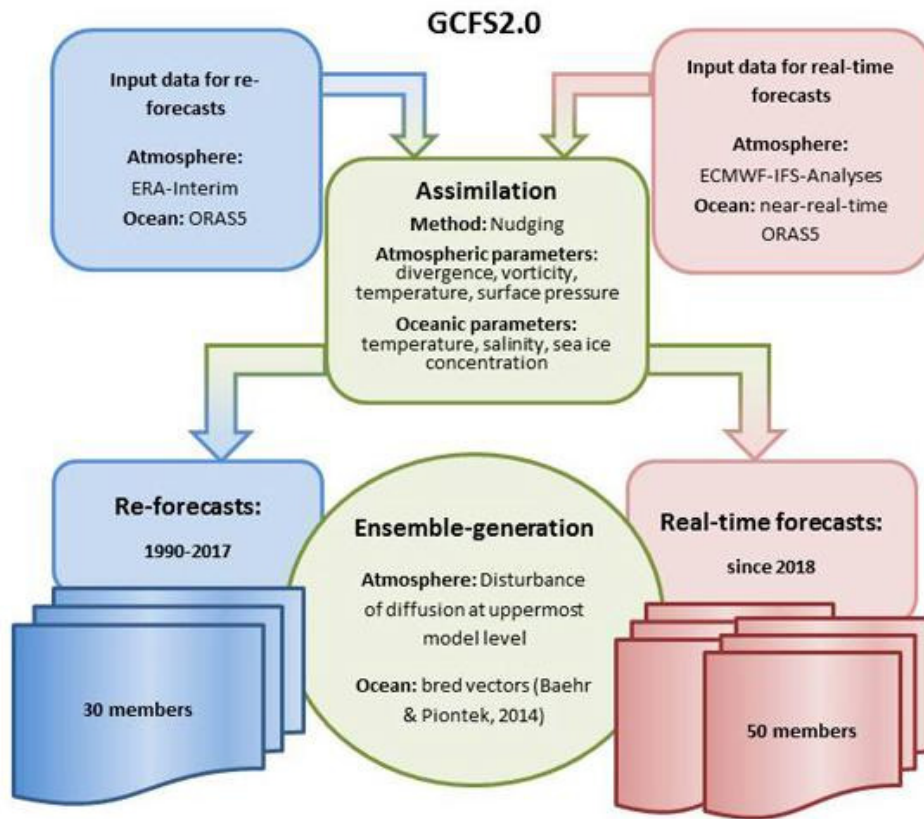 GCFS2.0
Input data for re-
forecasts
Atmosphere:
ERA-Interim
Ocean: ORAS5
Input data for real-time
forecasts
Atmosphere:
ECMWF-IFS-Analyses
Ocean: near-real-time
ORAS5
Assimilation
Method: Nudging
Atmospheric parameters:
divergence, vorticity,
temperature, surface pressure
Oceanic parameters:
temperature, salinity, sea ice
concentration
Re-forecasts:
1990-2017
30 members
Ensemble-generation
Atmosphere: Disturbance
of diffusion at uppermost
model level
Ocean: bred vectors (Baehr
& Piontek, 2014)
Real-time forecasts:
since 2018
50 members